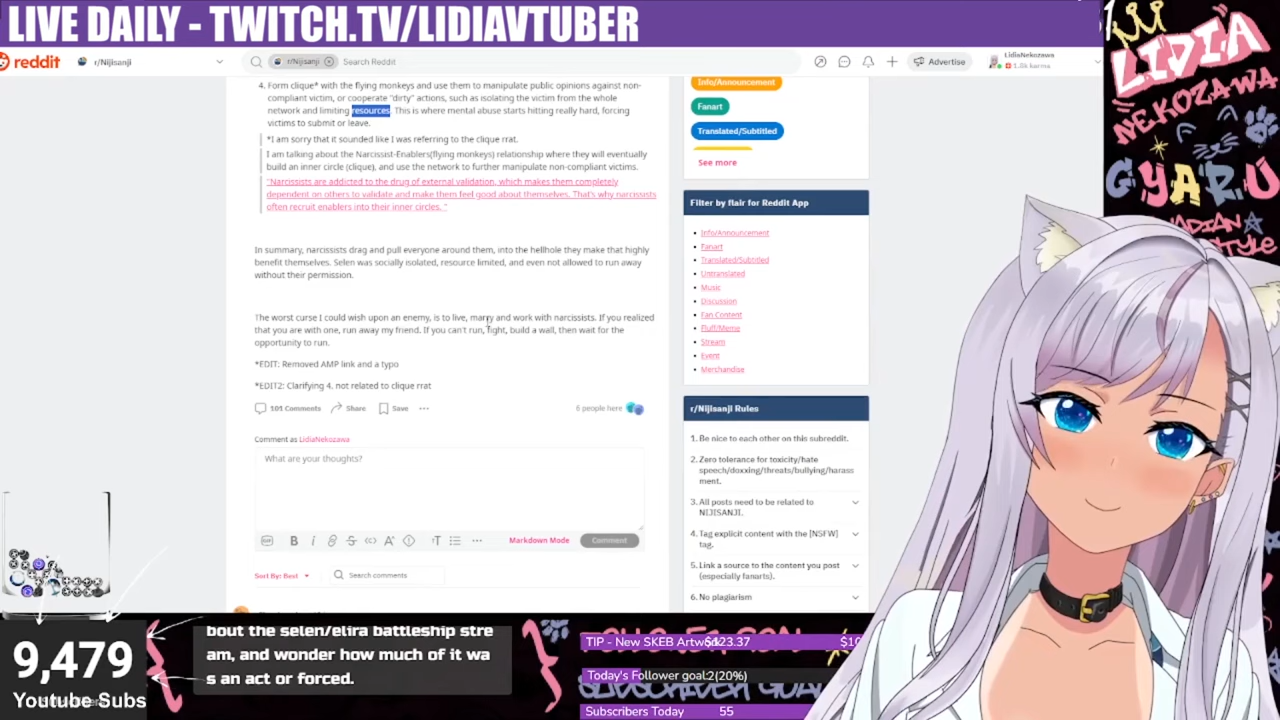 LIVE DAILY - TWITCH.TV/LIDIAVTUBER
reddit
r/Nijisanji
r/Nijisanji
Search Reddit
Advertise
LidiaNekozawa
1.6k karma
4. Form clique* with the flying monkeys and use them to manipulate public opinions against non-
compliant victim, or cooperate "dirty" actions, such as isolating the victim from the whole
network and limiting resources. This is where mental abuse starts hitting really hard, forcing
victims to submit or leave.
*I am sorry that it sounded like I was referring to the clique rrat.
I am talking about the Narcissist-Enablers(flying monkeys) relationship where they will eventually
build an inner circle (clique), and use the network to further manipulate non-compliant victims.
"Narcissists are addicted to the drug of external validation, which makes them completely
dependent on others to validate and make them feel good about themselves. That's why narcissists
often recruit enablers into their inner circles. "
In summary, narcissists drag and pull everyone around them, into the hellhole they make that highly
benefit themselves. Selen was socially isolated, resource limited, and even not allowed to run away
without their permission.
The worst curse I could wish upon an enemy, is to live, marry and work with narcissists. If you realized
that you are with one, run away my friend. If you can't run, fight, build a wall, then wait for the
opportunity to run.
*EDIT: Removed AMP link and a typo
*EDIT2: Clarifying 4. not related to clique rrat
101 Comments
Share
Save
6 people here
Comment as LidiaNekozawa
What are your thoughts?
Markdown Mode
Comment
Sort By: Best
Search comments
Info/Announcement
Fanart
Translated/Subtitled
See more
Filter by flair for Reddit App
Info/Announcement
Fanart
Translated/Subtitled
Untranslated
Music
Discussion
Fan Content
Fluff/Meme
Stream
Event
Merchandise
r/Nijisanji Rules
1. Be nice to each other on this subreddit.
2. Zero tolerance for toxicity/hate
speech/doxxing/threats/bullying/harass
ment.
3. All posts need to be related to
NIJISANJI.
4. Tag explicit content with the [NSFW]
tag.
5. Link a source to the content you post
(especially fanarts).
6. No plagiarism
LIDIA
NEKOZAWA
9,479
Youtube Subs
bout the selen/elira battleship stre
am, and wonder how much of it wa
s an act or forced.
TIP - New SKEB Artwork
$123.37
Today's Follower goal:2(20%)
Subscribers Today
55